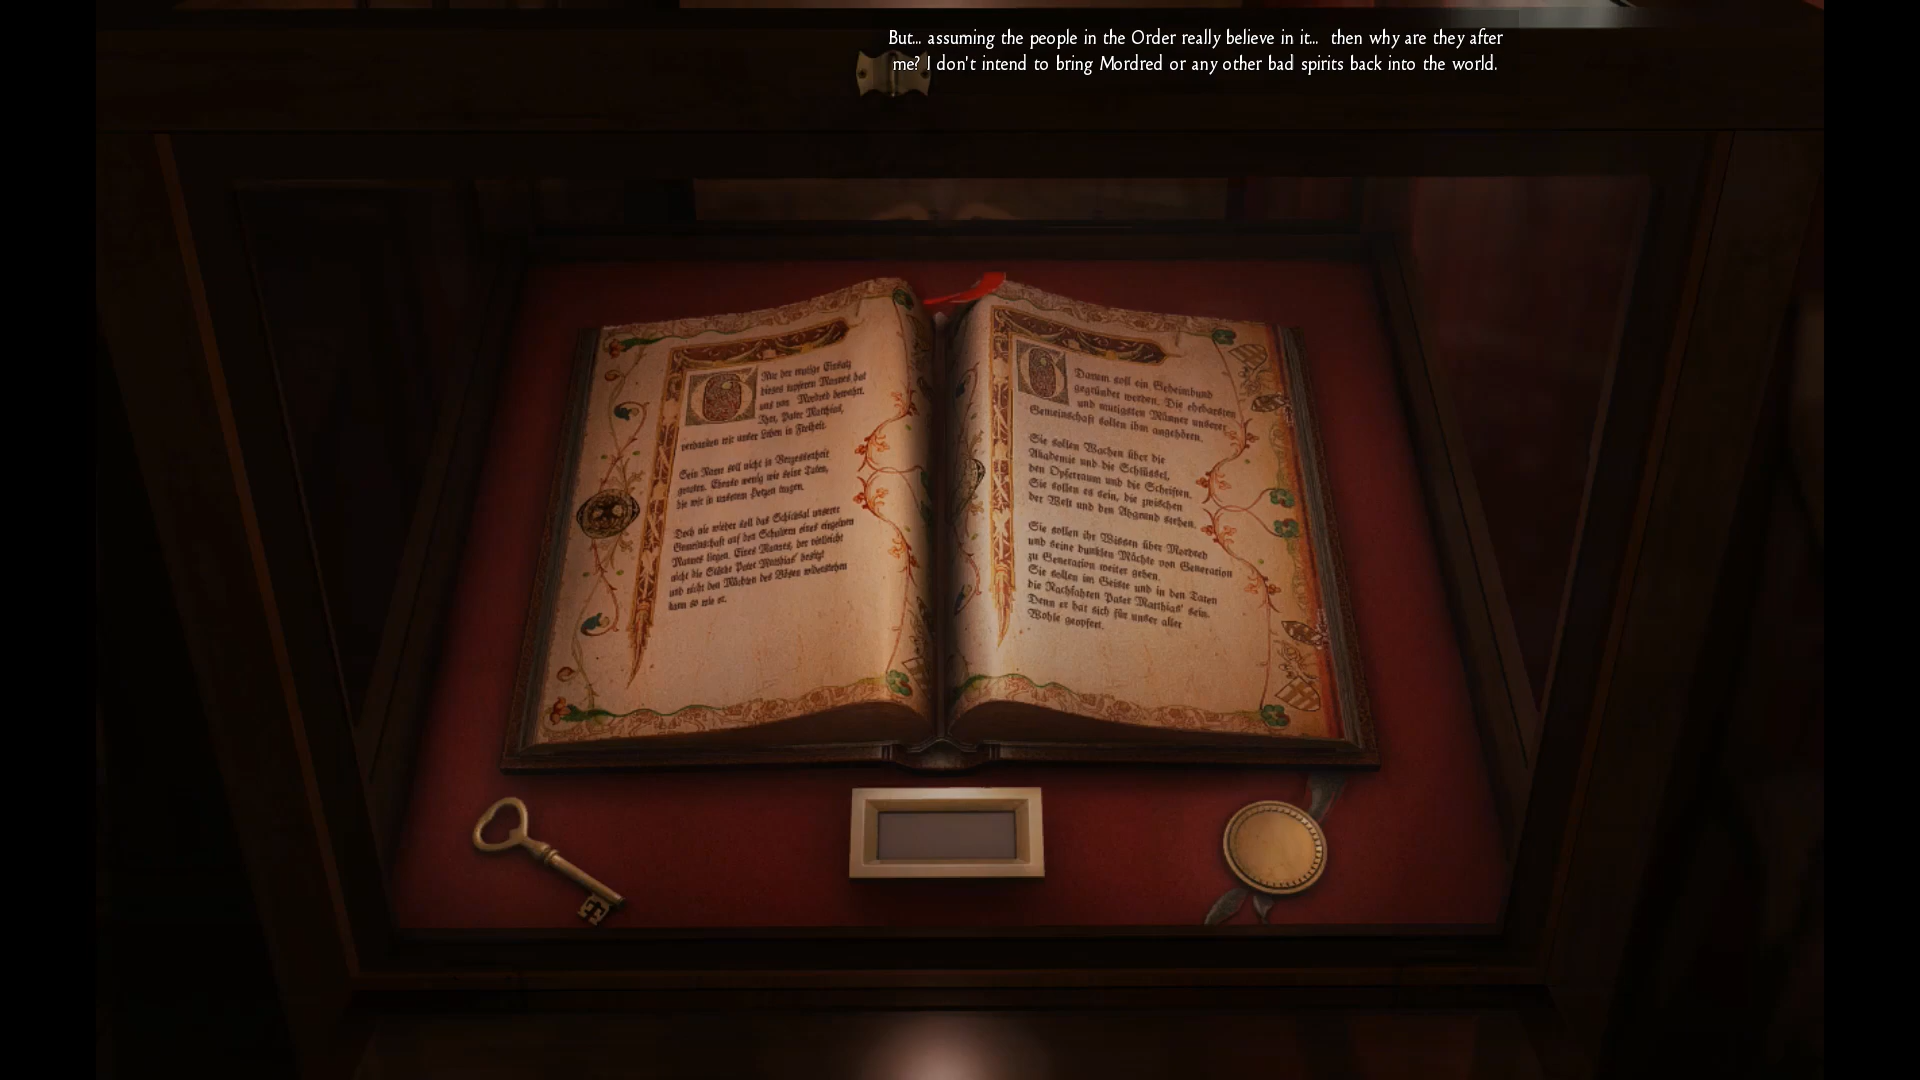 But... assuming the people in the Order really believe in it... then why are they after
me? I don't intend to bring Mordred or any other bad spirits back into the world.
Nur der mutige Einsatz
dieses tapferen Mannes hat
uns vor Mordred bewahrt.
Ihm, Pater Matthias,
verdanken wir unser Leben in Freiheit.
Sein Name soll nicht in Vergessenheit
geraten. Ebenso wenig wie seine Taten,
die wir in unserem Herzen tragen.
Doch nie wieder soll das Schicksal unserer
Gemeinschaft auf den Schultern eines einzelnen
Mannes liegen. Eines Mannes, der vielleicht
nicht die Stärke Pater Matthias' besitzt
und nicht den Mächten des Bösen widerstehen
kann so wie er.
Darum soll ein Geheimbund
gegründet werden. Die ehrbarsten
und mutigsten Männer unserer
Gemeinschaft sollen ihm angehören.
Sie sollen Wachen über die
Akademie und die Schlüssel,
den Opferraum und die Schriften.
Sie sollen es sein, die zwischen
der Welt und den Abgrund stehen.
Sie sollen ihr Wissen über Mordred
und seine dunklen Mächte von Generation
zu Generation weiter geben.
Sie sollen im Geiste und in den Taten
die Nachfahren Pater Matthias' sein.
Denn er hat sich für unser aller
Wohle geopfert.